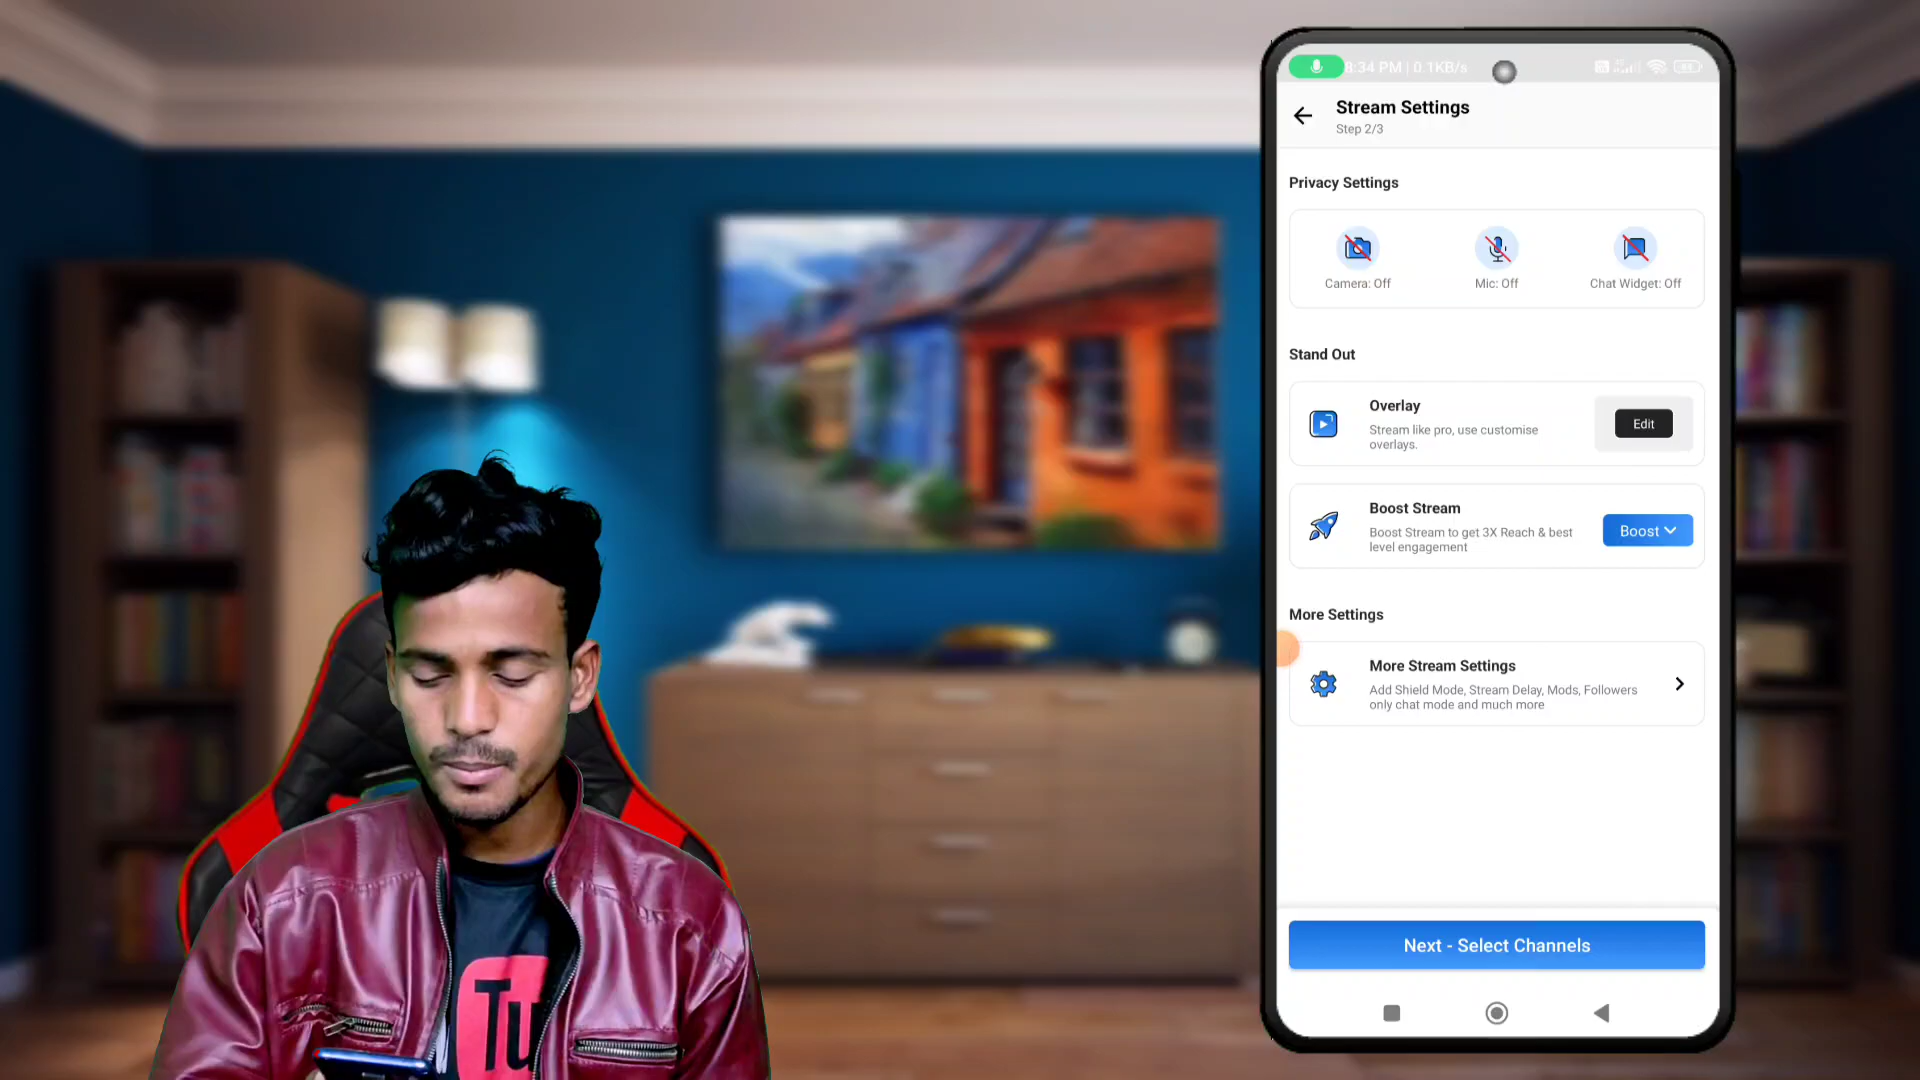 8:34 PM | 0.1KB/s
Stream Settings
Step 2/3
Privacy Settings
Camera: Off
Mic: Off
Chat Widget: Off
Stand Out
Overlay
Stream like pro, use customise
overlays.
Edit
Boost Stream
Boost Stream to get 3X Reach & best
level engagement
Boost
More Settings
More Stream Settings
Add Shield Mode, Stream Delay, Mods, Followers
only chat mode and much more
Next - Select Channels
Tu